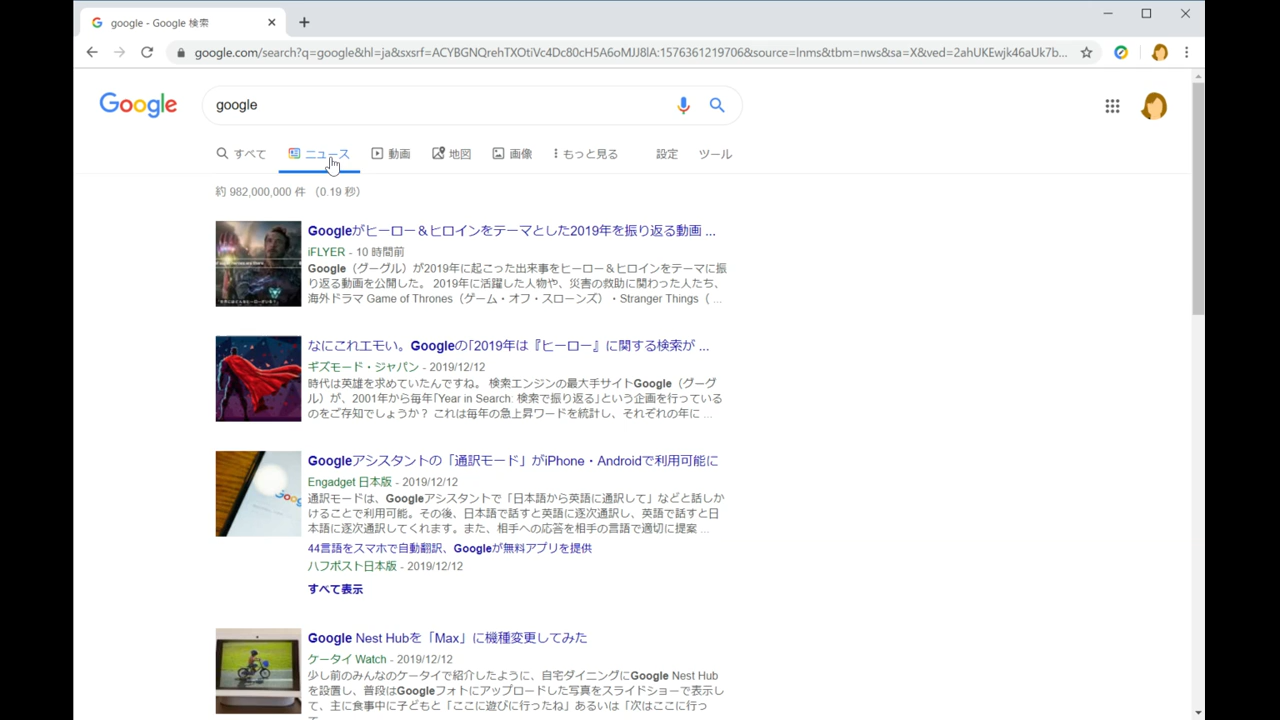 google - Google 検索
google.com/search?q=google&hl=ja&sxsrf=ACYBGNQrehTXOtiVc4Dc80cH5A6oMJJ8lA:1576361219706&source=lnms&tbm=nws&sa=X&ved=2ahUKEwjk46aUk7b...
Google
google
すべて ニュース 動画 地図 画像 もっと見る 設定 ツール
約 982,000,000 件 （0.19 秒）
Googleがヒーロー＆ヒロインをテーマとした2019年を振り返る動画 ...
iFLYER - 10 時間前
Google（グーグル）が2019年に起こった出来事をヒーロー＆ヒロインをテーマに振
り返る動画を公開した。 2019年に活躍した人物や、災害の救助に関わった人たち、
海外ドラマ Game of Thrones（ゲーム・オフ・スローンズ）・Stranger Things（ ...
なにこれエモい。Googleの｢2019年は『ヒーロー』に関する検索が ...
ギズモード・ジャパン - 2019/12/12
時代は英雄を求めていたんですね。 検索エンジンの最大手サイトGoogle（グーグ
ル）が、2001年から毎年｢Year in Search: 検索で振り返る｣という企画を行っている
のをご存知でしょうか？ これは毎年の急上昇ワードを統計し、それぞれの年に ...
Googleアシスタントの「通訳モード」がiPhone・Androidで利用可能に
Engadget 日本版 - 2019/12/12
通訳モードは、Googleアシスタントで「日本語から英語に通訳して」などと話しか
けることで利用可能。その後、日本語で話すと英語に逐次通訳し、英語で話すと日
本語に逐次通訳してくれます。また、相手への応答を相手の言語で適切に提案 ...
44言語をスマホで自動翻訳、Googleが無料アプリを提供
ハフポスト日本版 - 2019/12/12
すべて表示
Google Nest Hubを「Max」に機種変更してみた
ケータイ Watch - 2019/12/12
少し前のみんなのケータイで紹介したように、自宅ダイニングにGoogle Nest Hub
を設置し、普段はGoogleフォトにアップロードした写真をスライドショーで表示し
て、主に食事中に子どもと「ここに遊びに行ったね」あるいは「次はここに行っ